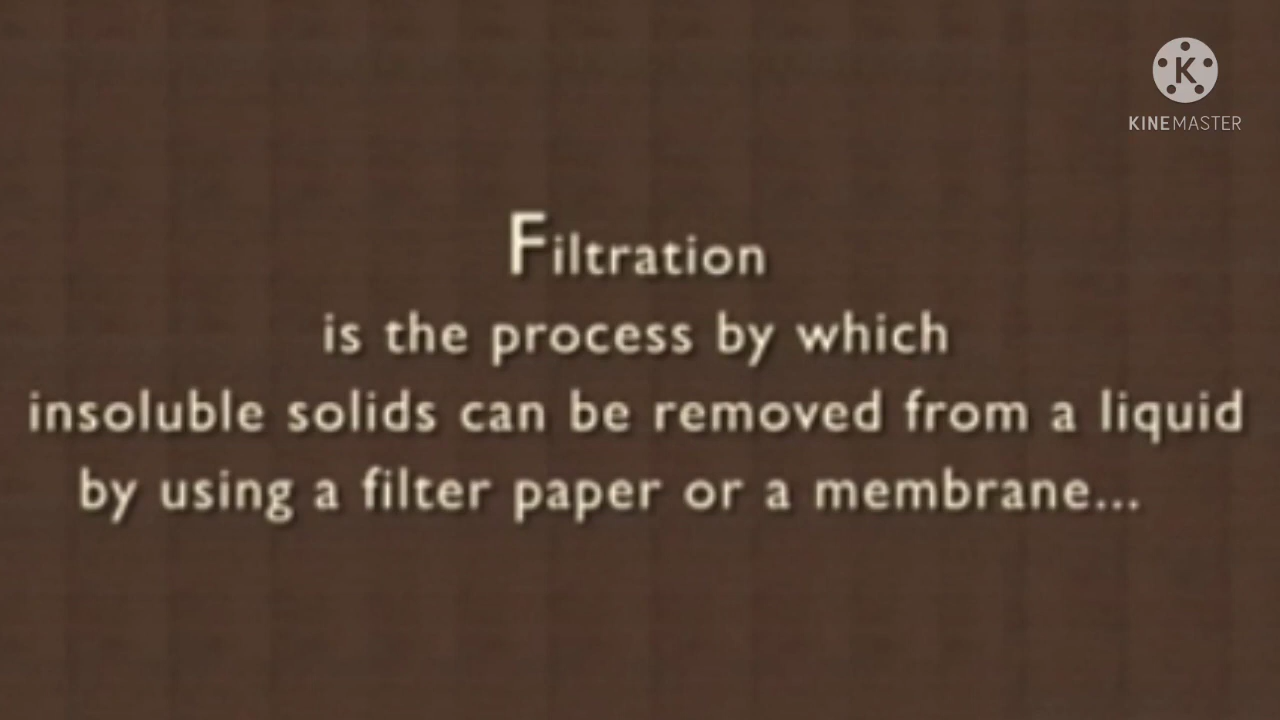 K
KINEMASTER
Filtration
is the process by which
insoluble solids can be removed from a liquid
by using a filter paper or a membrane...